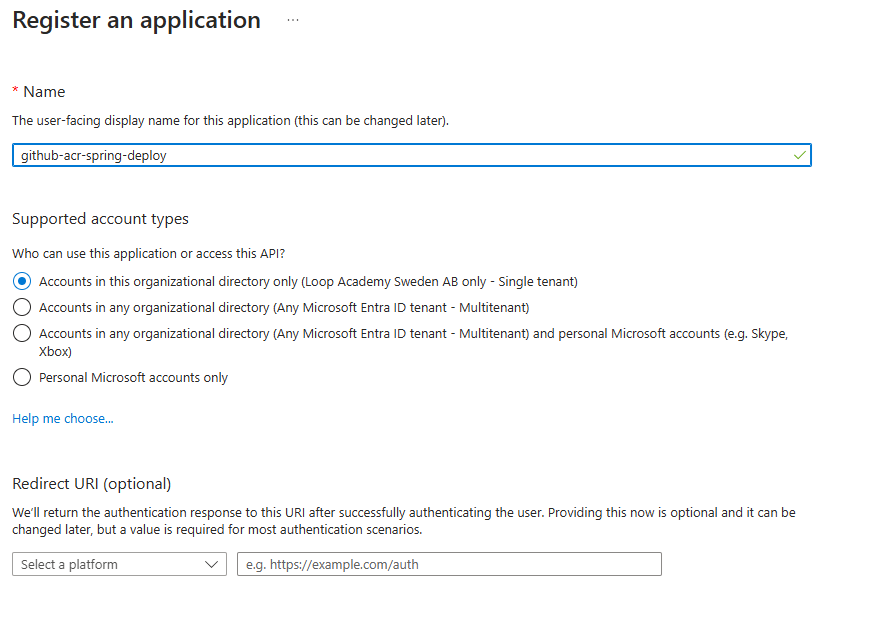 Register an application ...
* Name
The user-facing display name for this application (this can be changed later).
github-acr-spring-deploy
Supported account types
Who can use this application or access this API?
Accounts in this organizational directory only (Loop Academy Sweden AB only - Single tenant)
Accounts in any organizational directory (Any Microsoft Entra ID tenant - Multitenant)
Accounts in any organizational directory (Any Microsoft Entra ID tenant - Multitenant) and personal Microsoft accounts (e.g. Skype,
Xbox)
Personal Microsoft accounts only
Help me choose...
Redirect URI (optional)
We'll return the authentication response to this URI after successfully authenticating the user. Providing this now is optional and it can be
changed later, but a value is required for most authentication scenarios.
Select a platform
e.g. https://example.com/auth